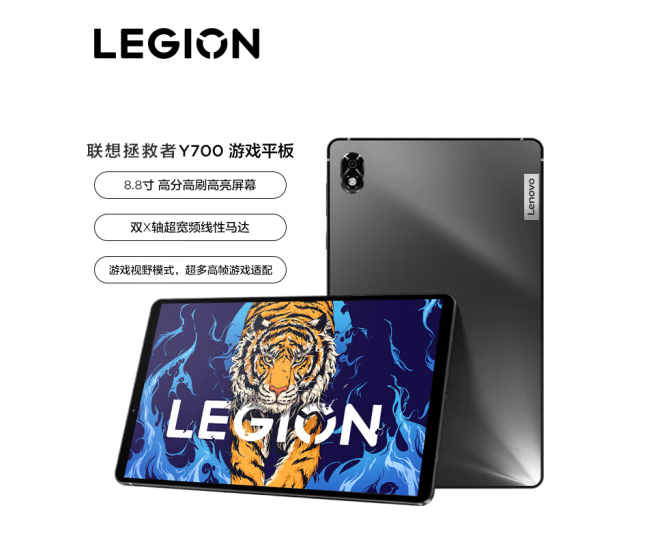 LEGION
联想拯救者Y700 游戏平板
8.8寸 高分高刷高亮屏幕
双X轴超宽频线性马达
游戏视野模式，超多高帧游戏适配
Lenovo
LEGION